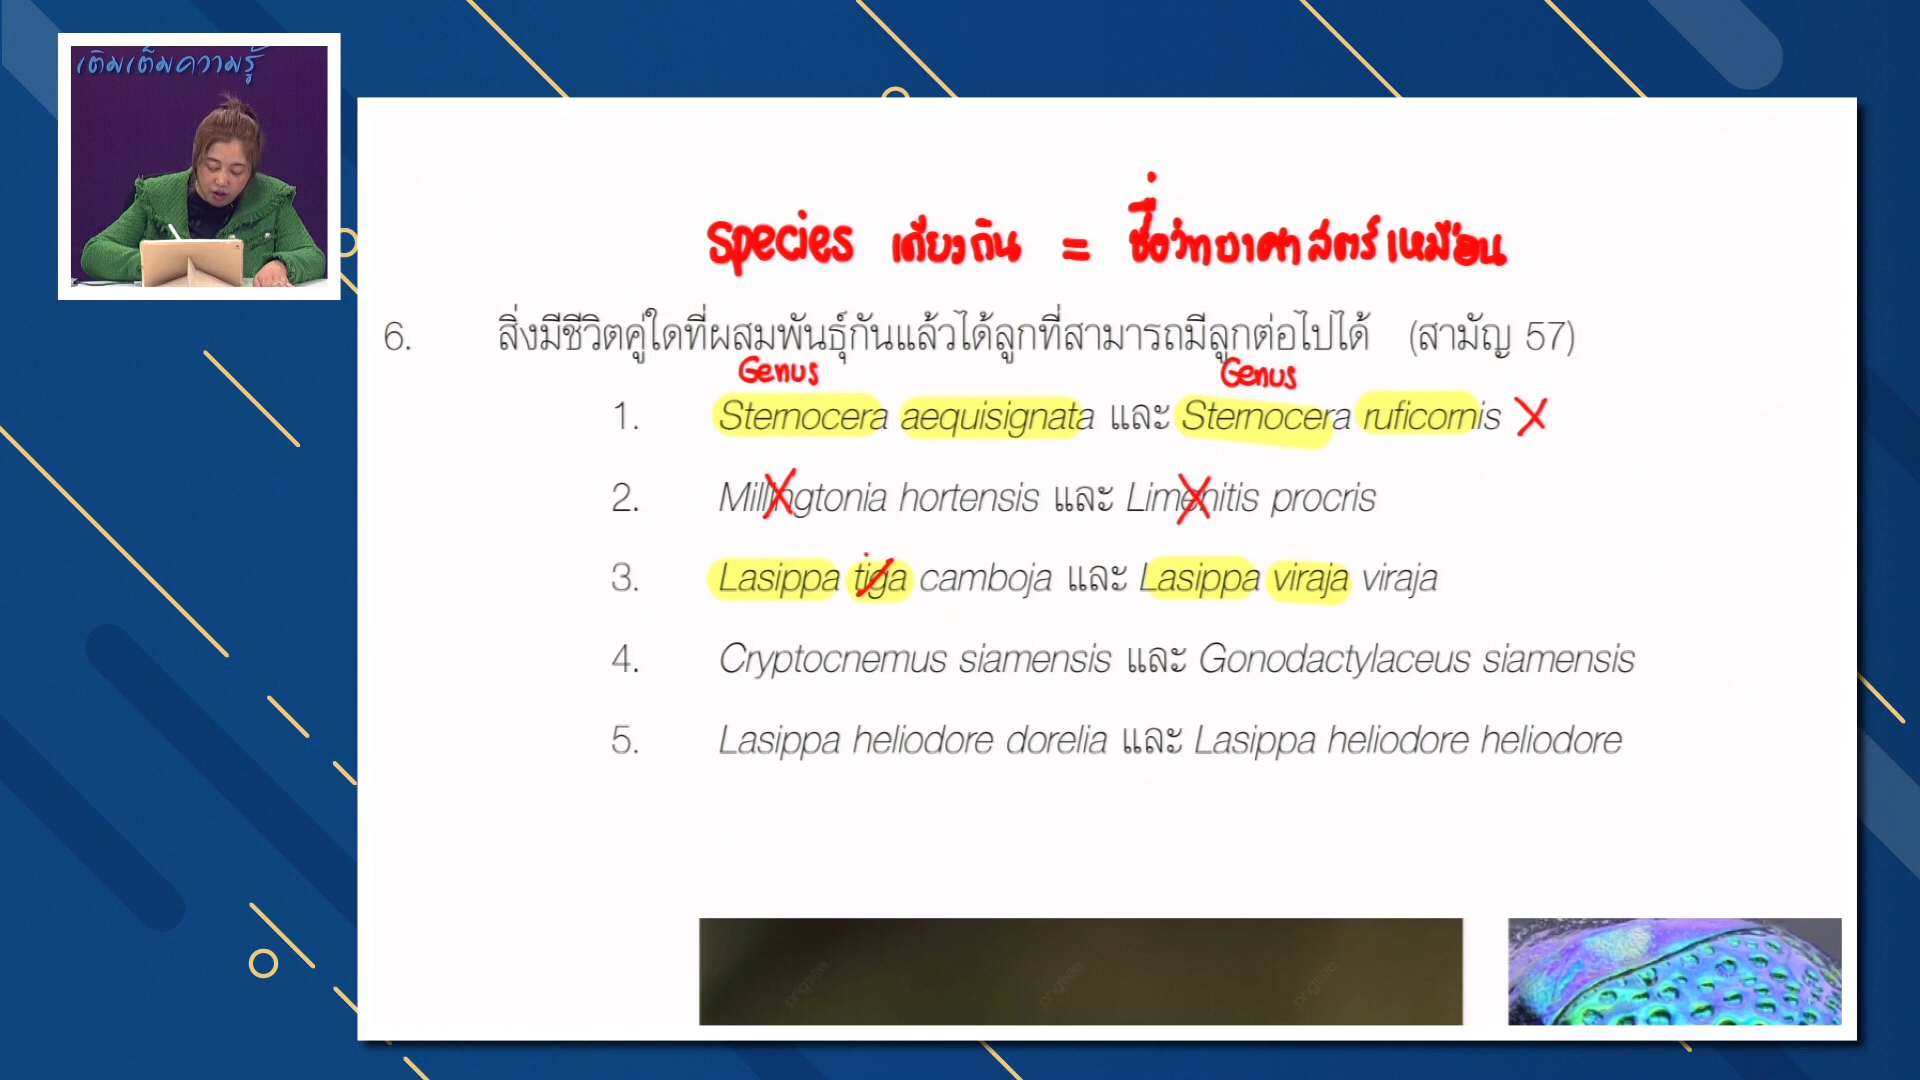 เติมเต็มความรู้
species เดียวกัน = ชื่อวิทยาศาสตร์เหมือน
6. สิ่งมีชีวิตคู่ใดที่ผสมพันธุ์กันแล้วได้ลูกที่สามารถมีลูกต่อไปได้ (สามัญ 57)
Genus Genus
1. Sternocera aequisignata และ Sternocera ruficornis X
2. Millingtonia hortensis และ Limenitis procris
3. Lasippa tiga camboja และ Lasippa viraja viraja
4. Cryptocnemus siamensis และ Gonodactylaceus siamensis
5. Lasippa heliodore dorelia และ Lasippa heliodore heliodore
pngtree pngtree pngtree